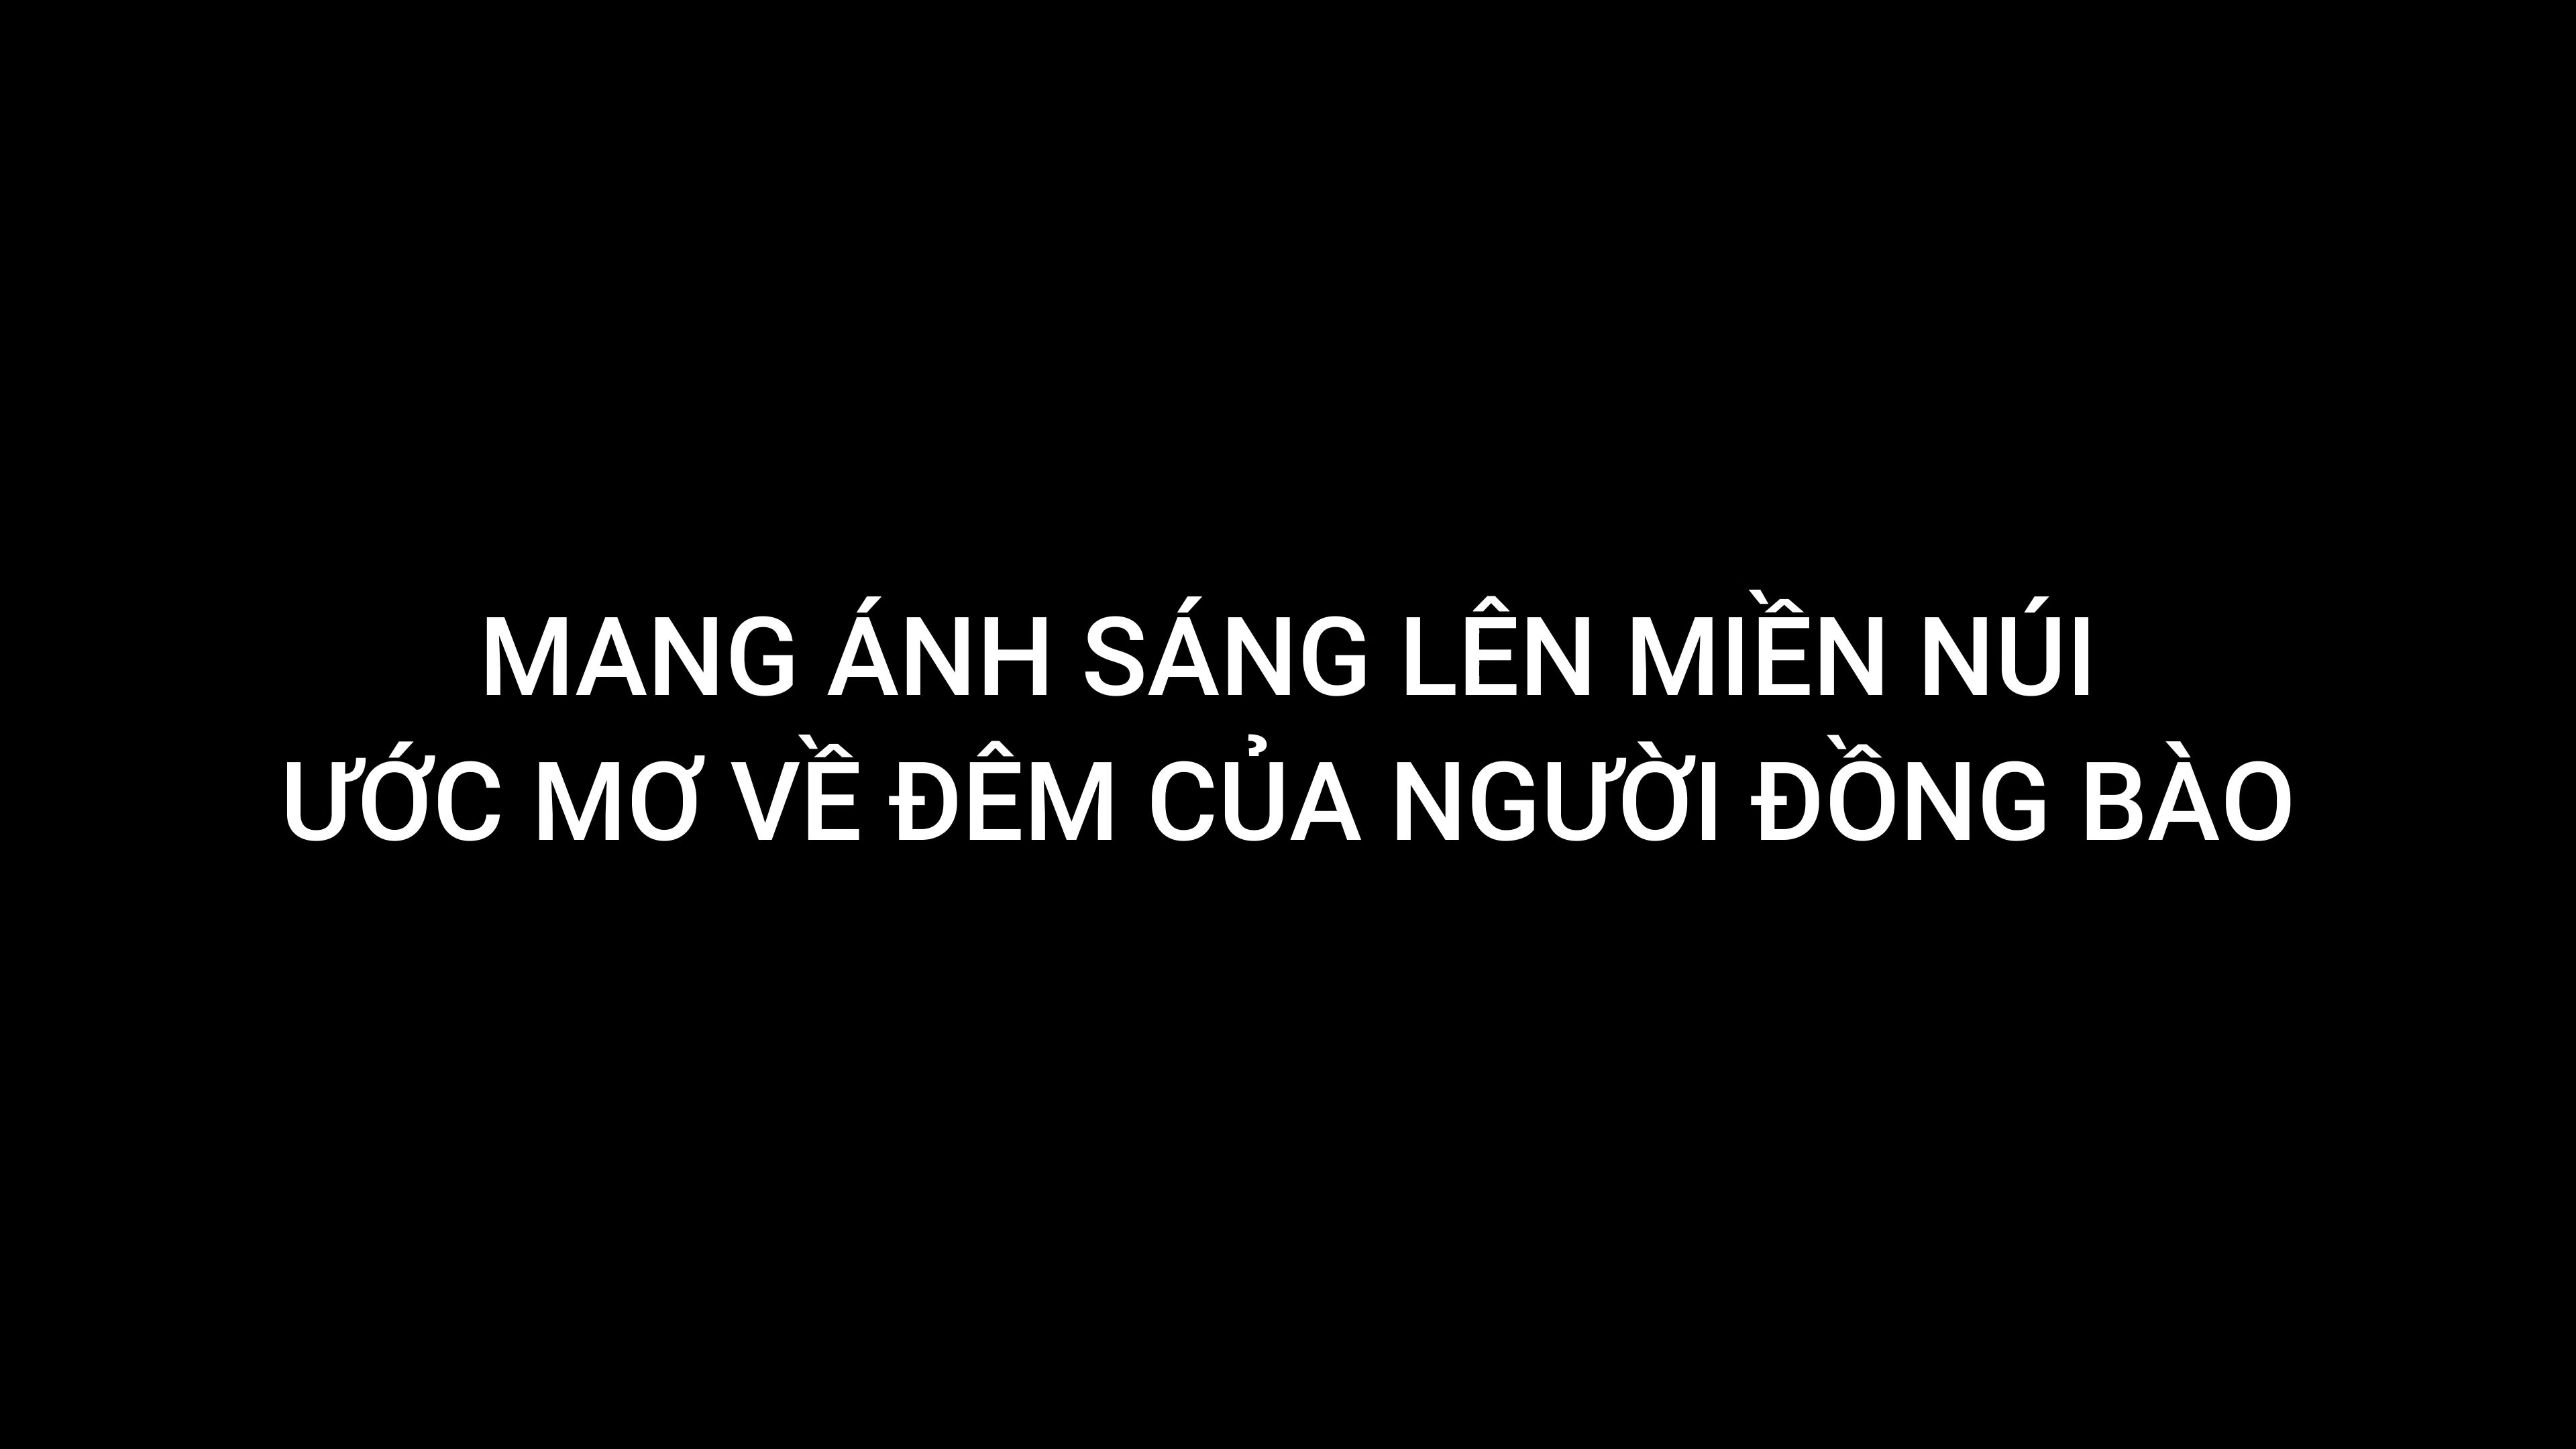 MANG ÁNH SÁNG LÊN MIỀN NÚI
ƯỚC MƠ VỀ ĐÊM CỦA NGƯỜI ĐỒNG BÀO